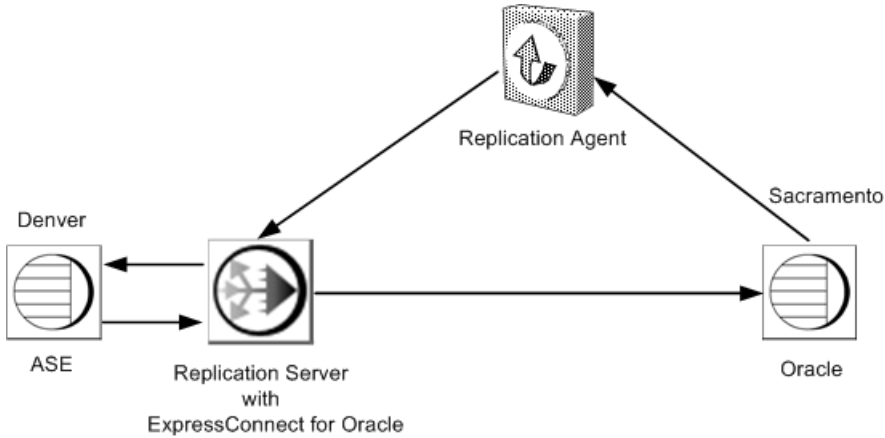 Replication Agent
Sacramento
Denver
ASE
Replication Server
with
ExpressConnect for Oracle
Oracle